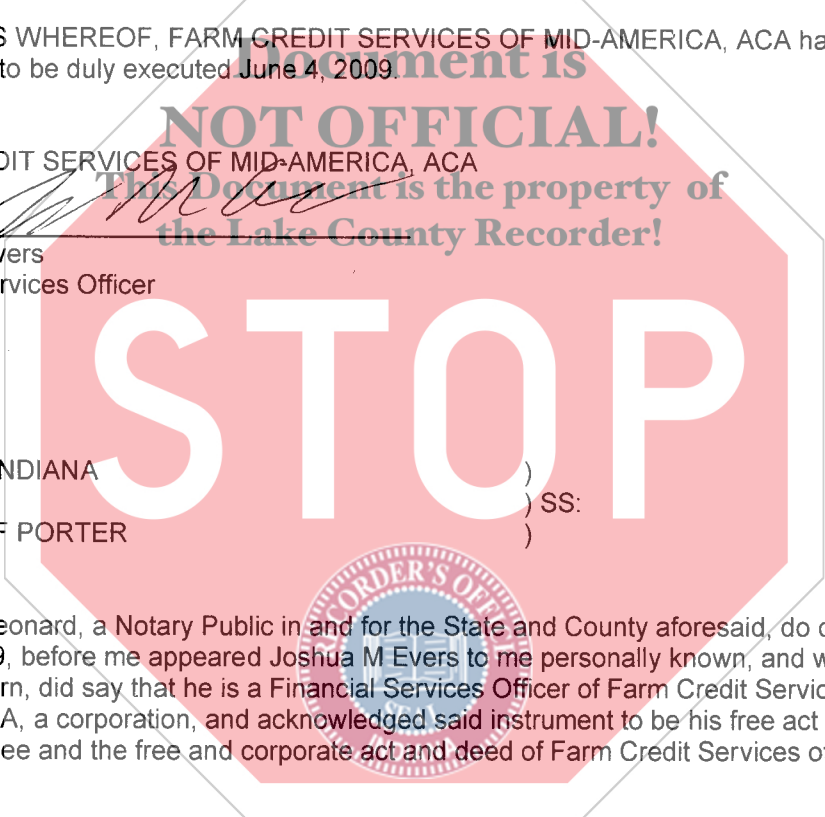 S WHEREOF, FARM CREDIT SERVICES OF MID-AMERICA, ACA ha
to be duly executed June 4, 2009.
Document is
NOT OFFICIAL!
DIT SERVICES OF MID-AMERICA, ACA
This Document is the property of
the Lake County Recorder!
vers
rvices Officer
STOP
NDIANA )
) SS:
F PORTER )
RECORDER'S OFFICE
eonard, a Notary Public in and for the State and County aforesaid, do
9, before me appeared Joshua M Evers to me personally known, and w
rn, did say that he is a Financial Services Officer of Farm Credit Servic
SEAL
A, a corporation, and acknowledged said instrument to be his free act
ee and the free and corporate act and deed of Farm Credit Services of